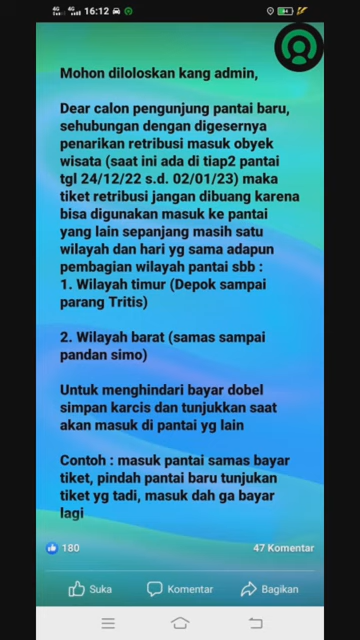 4G 4G 16:12
Mohon diloloskan kang admin,
Dear calon pengunjung pantai baru,
sehubungan dengan digesernya
penarikan retribusi masuk obyek
wisata (saat ini ada di tiap2 pantai
tgl 24/12/22 s.d. 02/01/23) maka
tiket retribusi jangan dibuang karena
bisa digunakan masuk ke pantai
yang lain sepanjang masih satu
wilayah dan hari yg sama adapun
pembagian wilayah pantai sbb :
1. Wilayah timur (Depok sampai
parang Tritis)
2. Wilayah barat (samas sampai
pandan simo)
Untuk menghindari bayar dobel
simpan karcis dan tunjukkan saat
akan masuk di pantai yg lain
Contoh : masuk pantai samas bayar
tiket, pindah pantai baru tunjukan
tiket yg tadi, masuk dah ga bayar
lagi
180 47 Komentar
Suka Komentar Bagikan